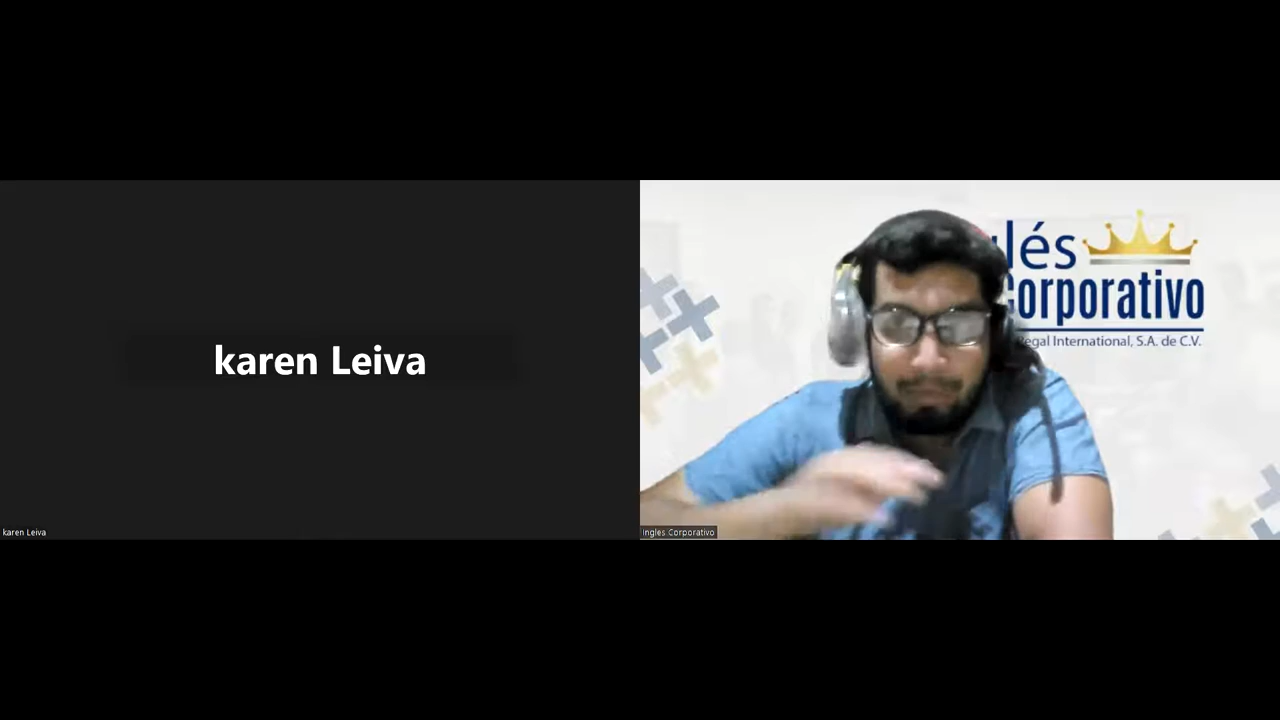 karen Leiva
karen Leiva
lés
Corporativo
Regal International, S.A. de C.V.
Ingles Corporativo